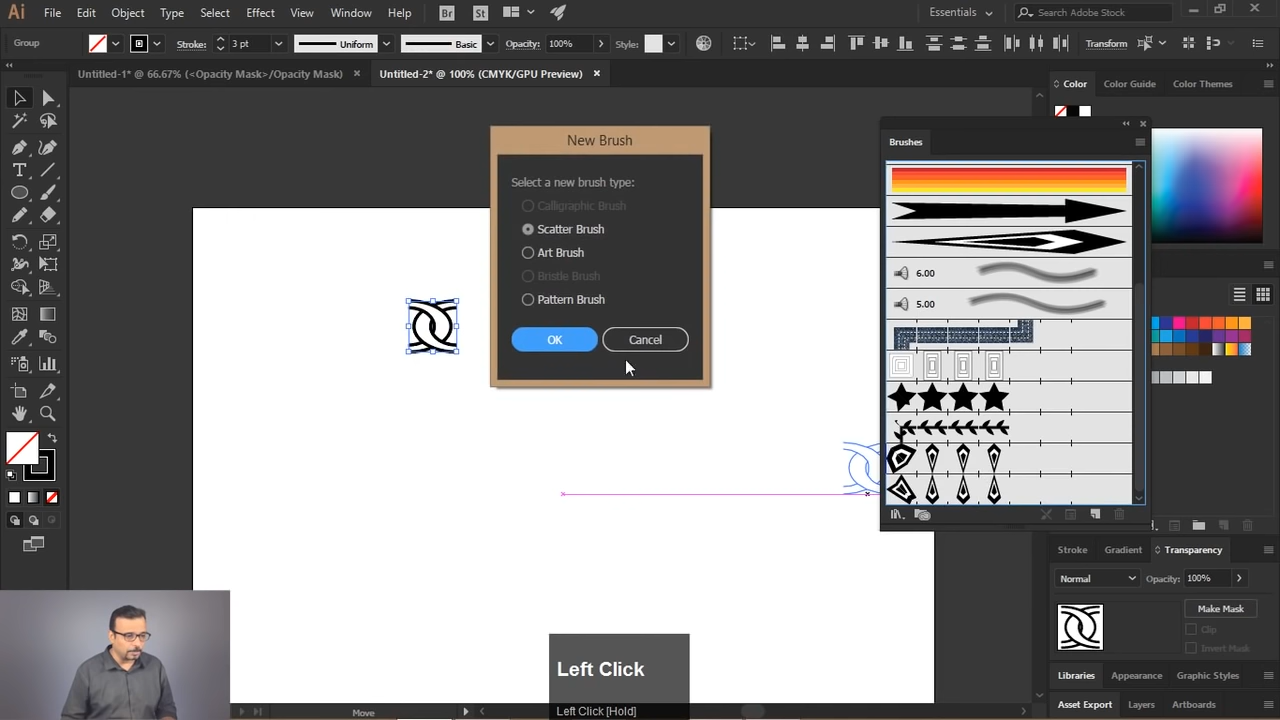 Ai File Edit Object Type Select Effect View Window Help Br St Essentials Search Adobe Stock
Group Stroke: 3 pt Uniform Basic Opacity: 100% Style: Transform
Untitled-1* @ 66.67% (<Opacity Mask>/Opacity Mask) × Untitled-2* @ 100% (CMYK/GPU Preview) ×
Color Color Guide Color Themes
New Brush
Select a new brush type:
Calligraphic Brush
Scatter Brush
Art Brush
Bristle Brush
Pattern Brush
OK Cancel
Brushes
6.00
5.00
Stroke Gradient Transparency
Normal Opacity: 100%
Make Mask
Clip
Invert Mask
Libraries Appearance Graphic Styles
Asset Export Layers Artboards
Left Click
Left Click [Hold]
Move